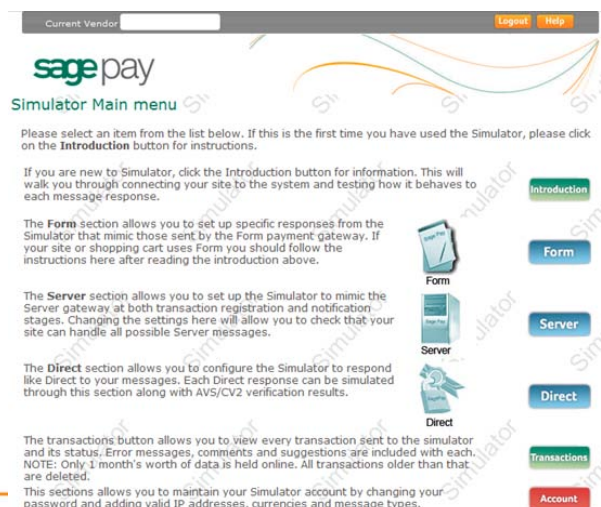 Current Vendor
Logout Help
sage pay
Simulator Main menu
Please select an item from the list below. If this is the first time you have used the Simulator, please click
on the Introduction button for instructions.
If you are new to Simulator, click the Introduction button for information. This will
walk you through connecting your site to the system and testing how it behaves to
each message response.
Introduction
The Form section allows you to set up specific responses from the
Simulator that mimic those sent by the Form payment gateway. If
your site or shopping cart uses Form you should follow the
instructions here after reading the introduction above.
Sage Pay
Form
Form
The Server section allows you to set up the Simulator to mimic the
Server gateway at both transaction registration and notification
stages. Changing the settings here will allow you to check that your
site can handle all possible Server messages.
Sage Pay
Server
Server
The Direct section allows you to configure the Simulator to respond
like Direct to your messages. Each Direct response can be simulated
through this section along with AVS/CV2 verification results.
Direct
Direct
The transactions button allows you to view every transaction sent to the simulator
and its status. Error messages, comments and suggestions are included with each.
NOTE: Only 1 month's worth of data is held online. All transactions older than that
are deleted.
Transactions
This sections allows you to maintain your Simulator account by changing your
password and adding valid IP addresses, currencies and message types.
Account
Simulator